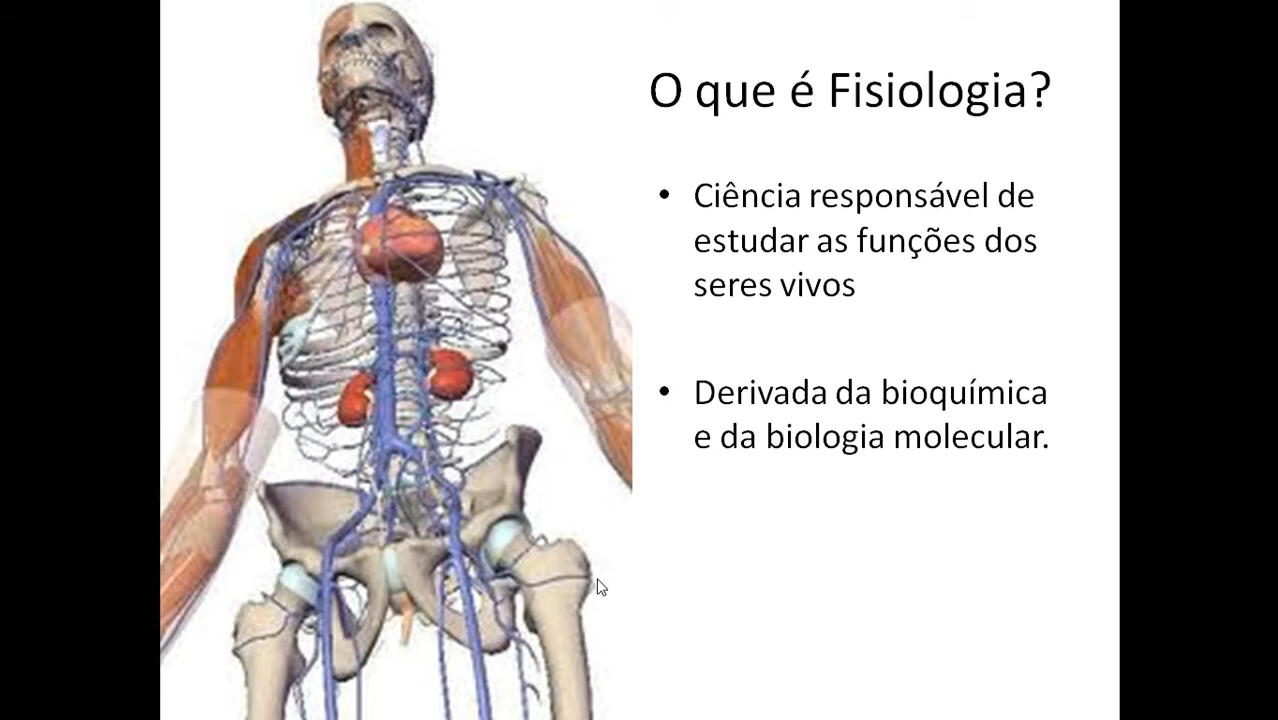 O que é Fisiologia?
• Ciência responsável de
estudar as funções dos
seres vivos
• Derivada da bioquímica
e da biologia molecular.